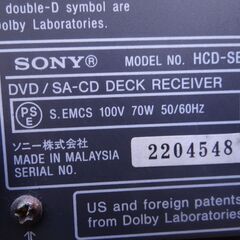 double-D symbol are
Dolby Laboratories.
SONY® MODEL NO. HCD-SE
DVD/SA-CD DECK RECEIVER
PSE S.EMCS 100V 70W 50/60HZ
ソニー株式会社
MADE IN MALAYSIA
SERIAL NO. 2204548
US and foreign patents
from Dolby Laboratories